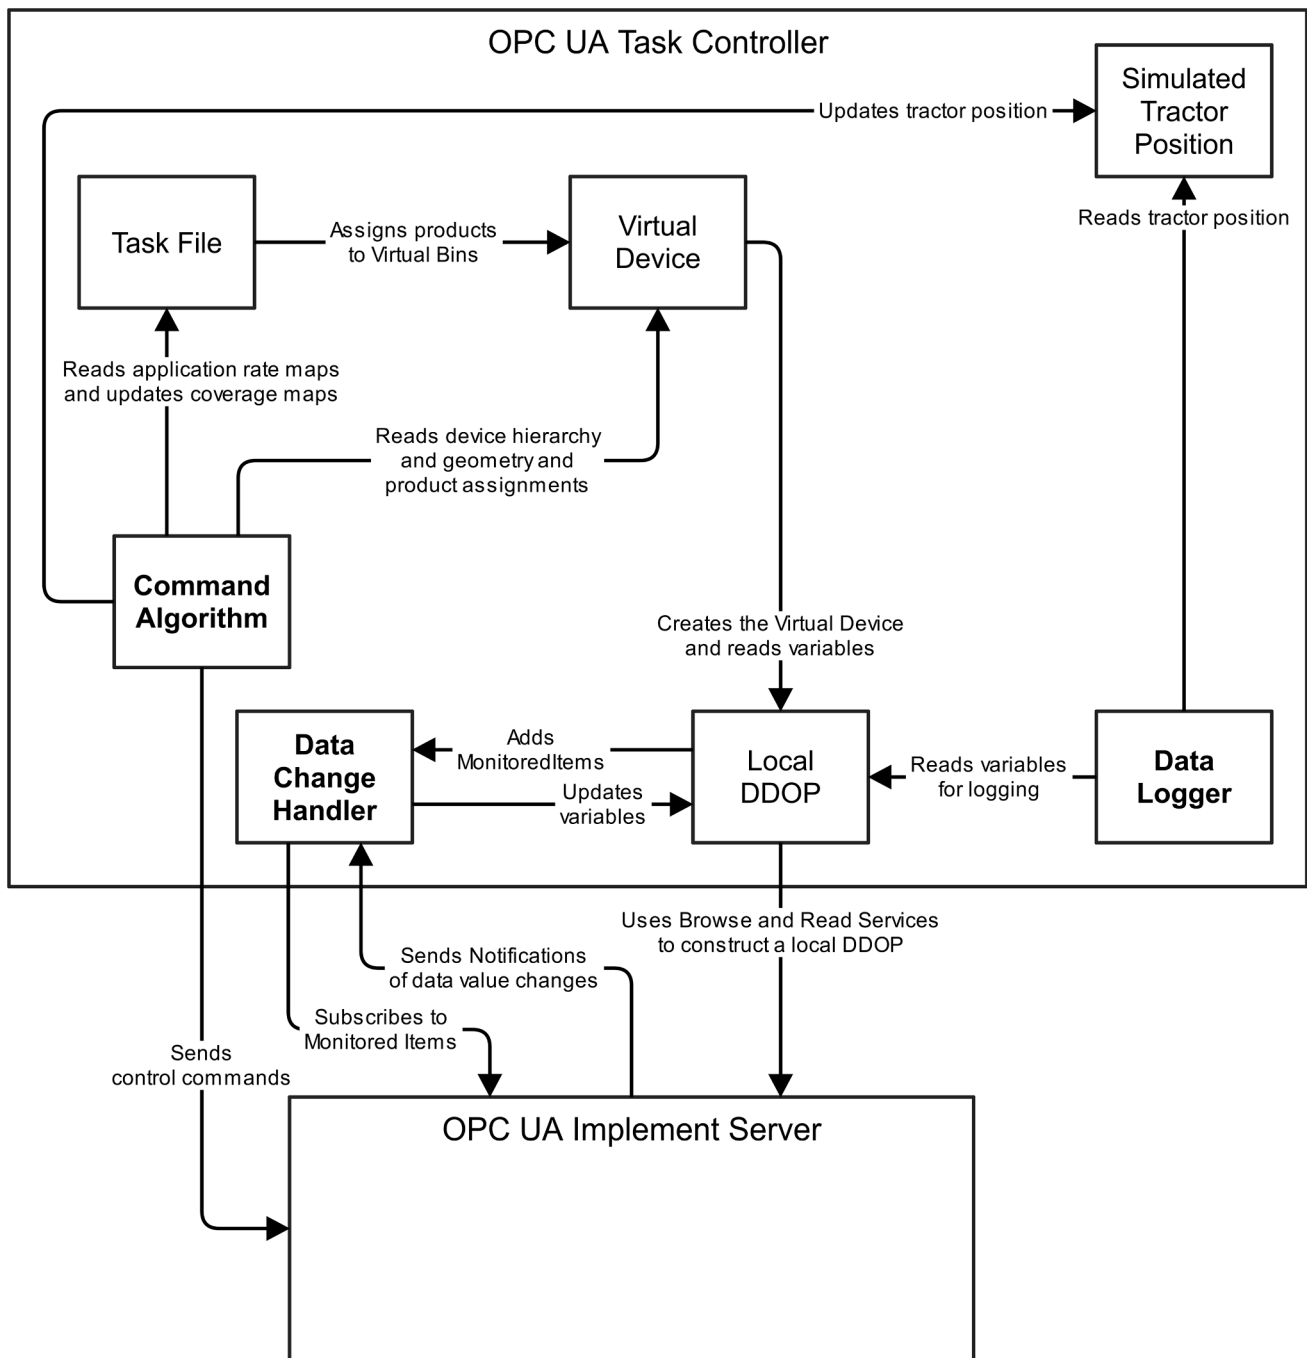 OPC UA Task Controller
Simulated
Tractor
Position
Updates tractor position
Reads tractor position
Task File
Assigns products
to Virtual Bins
Virtual
Device
Reads application rate maps
and updates coverage maps
Reads device hierarchy
and geometry and
product assignments
Command
Algorithm
Creates the Virtual Device
and reads variables
Data
Change
Handler
Adds
MonitoredItems
Updates
variables
Local
DDOP
Reads variables
for logging
Data
Logger
Uses Browse and Read Services
to construct a local DDOP
Sends Notifications
of data value changes
Subscribes to
Monitored Items
Sends
control commands
OPC UA Implement Server